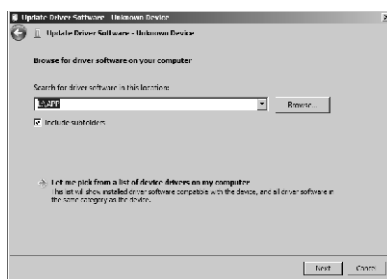 Update Driver Software - Unknown Device
Update Driver Software - Unknown Device
Browse for driver software on your computer
Search for driver software in this location:
Browse...
Include subfolders
Let me pick from a list of device drivers on my computer
This list will show installed driver software compatible with the device, and all driver software in
the same category as the device.
Next
Cancel